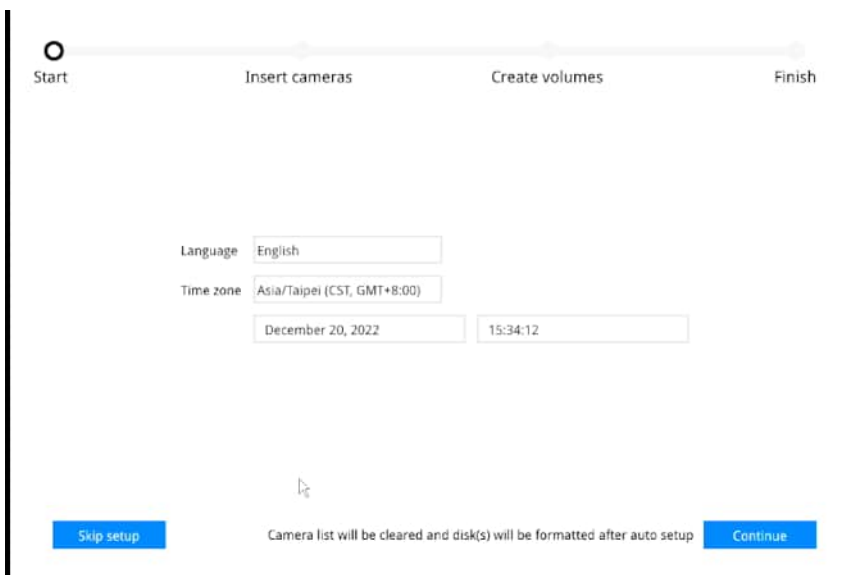 Start Insert cameras Create volumes Finish
Language English
Time zone Asia/Taipei (CST, GMT+8:00)
December 20, 2022 15:34:12
Skip setup Camera list will be cleared and disk(s) will be formatted after auto setup Continue